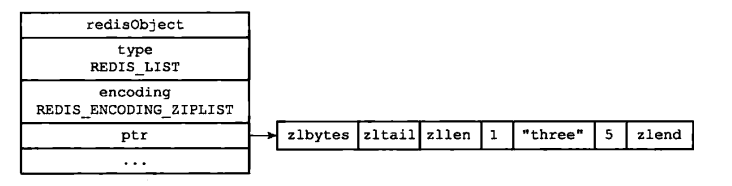 redisObject
type
REDIS_LIST
encoding
REDIS_ENCODING_ZIPLIST
ptr
zlbytes zltail zllen 1 "three" 5 zlend
...